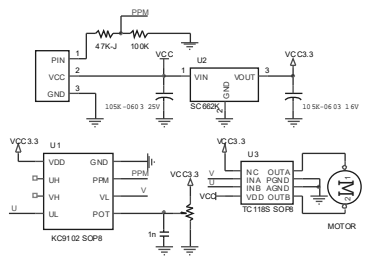 PPM
47K-J 100K
PIN 1
VCC 2
GND 3
VCC
105K-0603 25V
U2
1 VIN VOUT 3
GND
2
SC662K
VCC3.3
105K-0603 16V
VCC3.3
U1
VDD GND
UH PPM PPM
VH VL V
U UL POT
KC9102 SOP8
VCC3.3
1n
VCC3.3
U3
NC OUTA
V INA PGND
U INB AGND
VCC VDD OUTB
TC118S SOP8
1
M
2
MOTOR